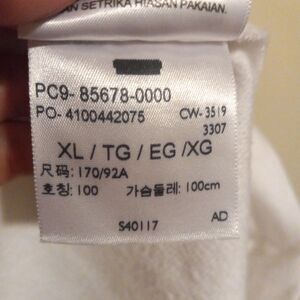 AN SETRIKA HIASAN PAKAIAN.
PC9- 85678-0000
PO- 4100442075 CW-3519
3307
XL / TG / EG /XG
尺码: 170/92A
호칭: 100 가슴둘레: 100cm
AD
S40117